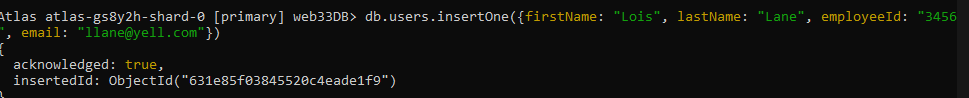 Atlas atlas-gs8y2h-shard-0 [primary] web33DB> db.users.insertOne({firstName: "Lois", lastName: "Lane", employeeId: "3456
", email: "llane@yell.com"})
{
  acknowledged: true,
  insertedId: ObjectId("631e85f03845520c4eade1f9")
}